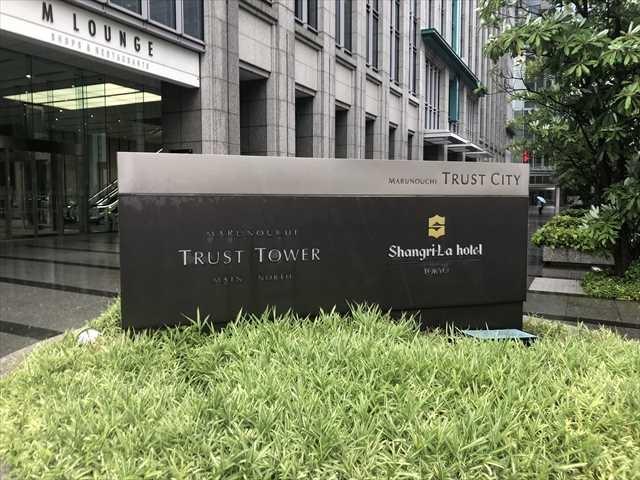 M LOUNGE
SHOPS & RESTAURANTS
MARUNOUCHI TRUST CITY
MARUNOUCHI
TRUST TOWER
MAIN NORTH
Shangri-La hotel
TOKYO